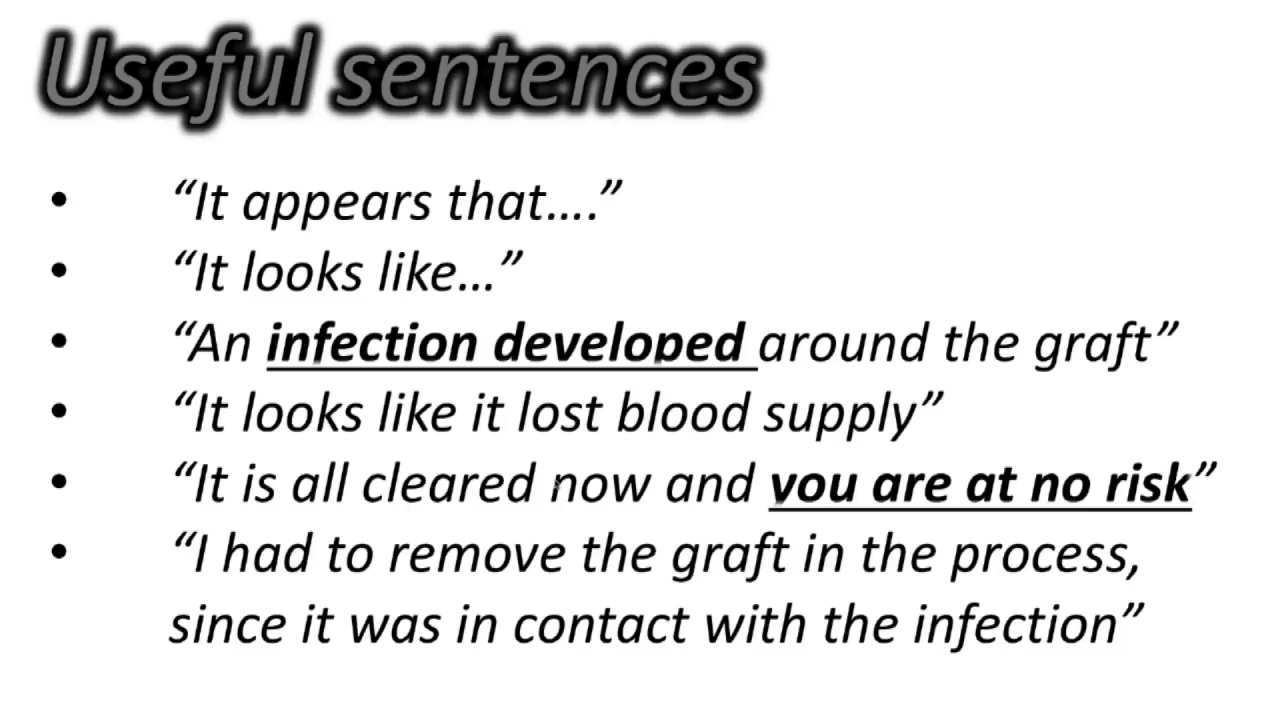 Useful sentences
• “It appears that….”
• “It looks like…”
• “An infection developed around the graft”
• “It looks like it lost blood supply”
• “It is all cleared now and you are at no risk”
• “I had to remove the graft in the process,
since it was in contact with the infection”